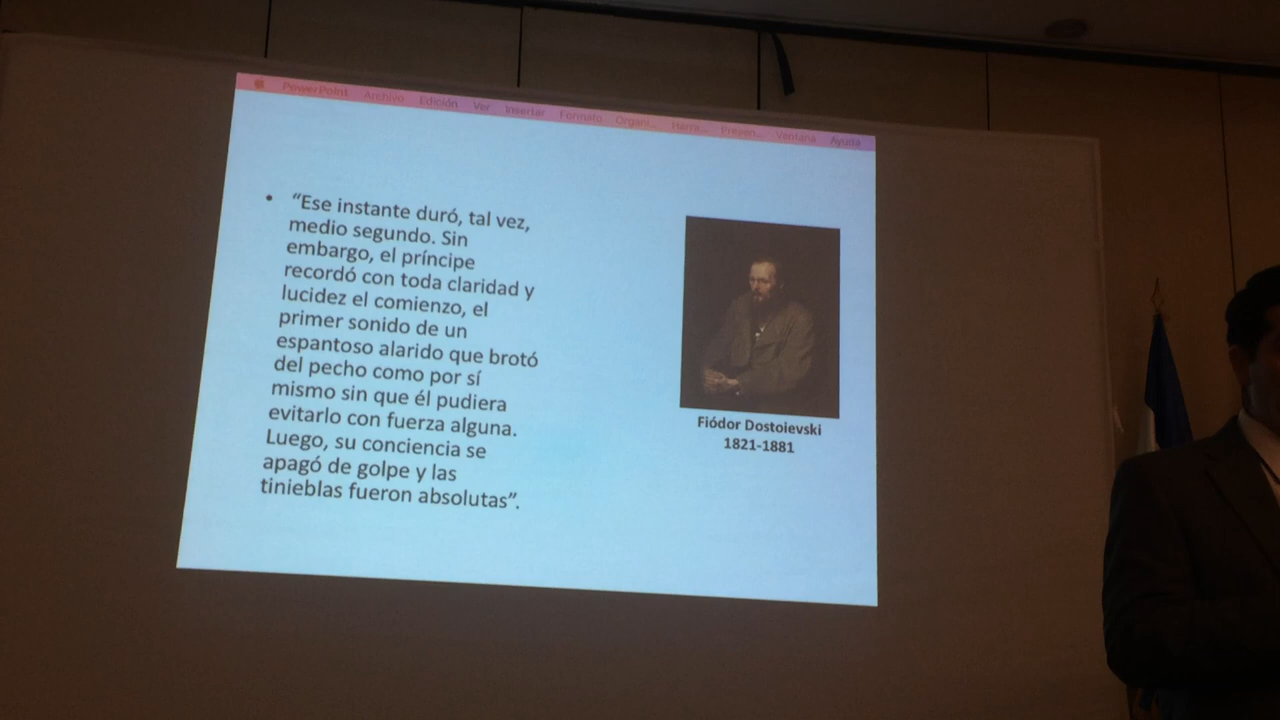 PowerPoint Archivo Edición Ver Insertar Formato Organi... Herra... Presen... Ventana Ayuda
• “Ese instante duró, tal vez,
medio segundo. Sin
embargo, el príncipe
recordó con toda claridad y
lucidez el comienzo, el
primer sonido de un
espantoso alarido que brotó
del pecho como por sí
mismo sin que él pudiera
evitarlo con fuerza alguna.
Luego, su conciencia se
apagó de golpe y las
tinieblas fueron absolutas”.
Fiódor Dostoievski
1821-1881